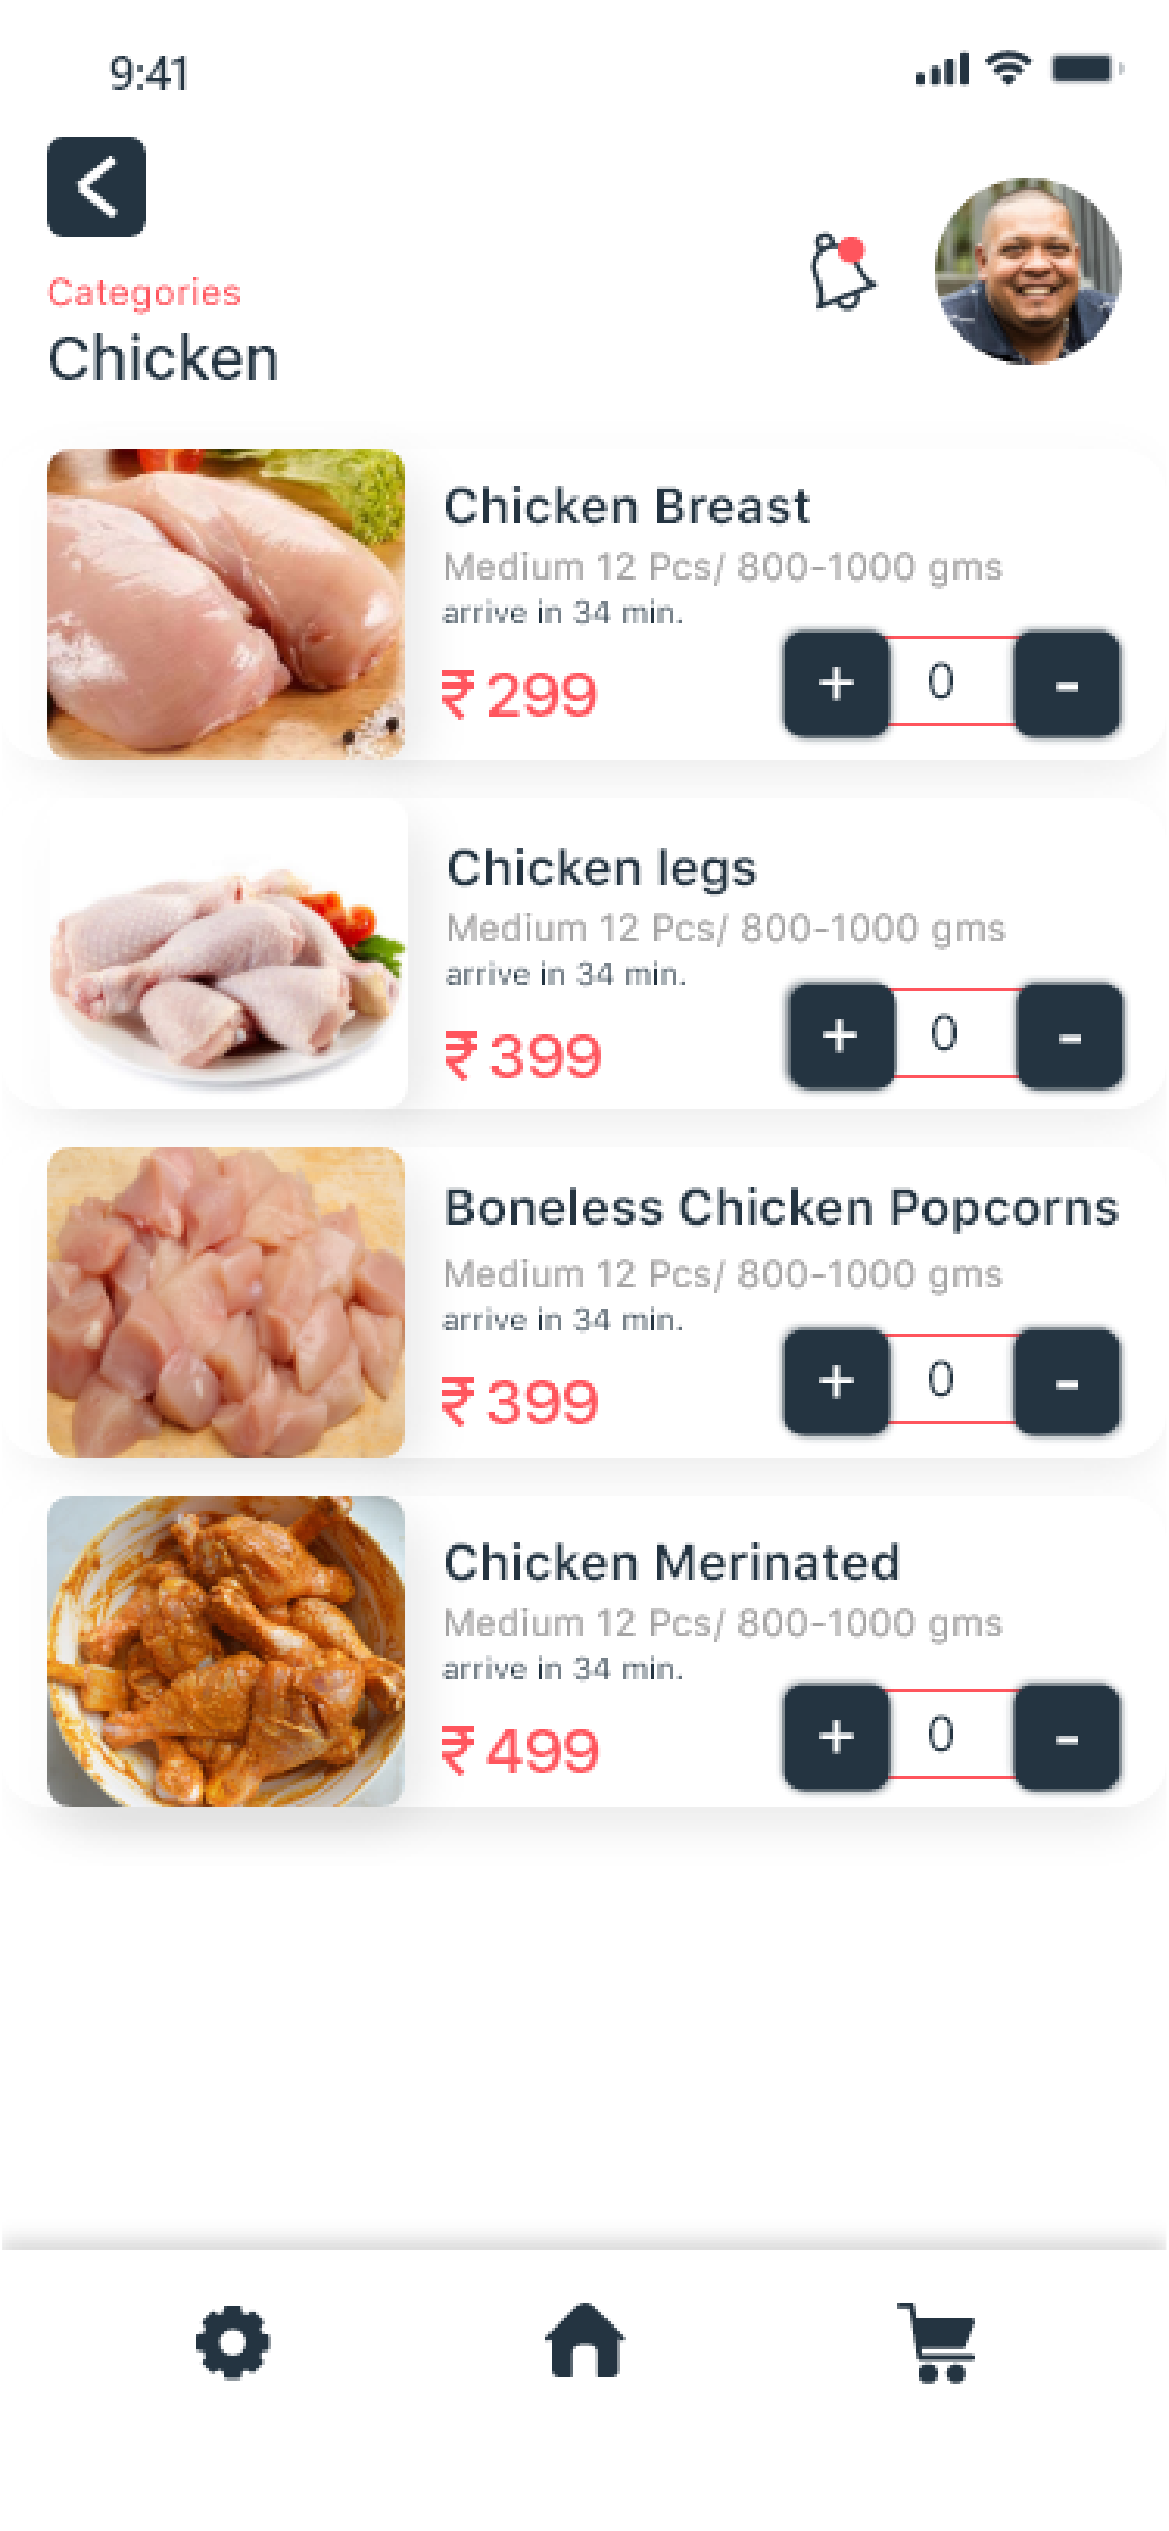 9:41
Categories
Chicken
Chicken Breast
Medium 12 Pcs/ 800-1000 gms
arrive in 34 min.
₹ 299
+ 0 -
Chicken legs
Medium 12 Pcs/ 800-1000 gms
arrive in 34 min.
₹ 399
+ 0 -
Boneless Chicken Popcorns
Medium 12 Pcs/ 800-1000 gms
arrive in 34 min.
₹ 399
+ 0 -
Chicken Merinated
Medium 12 Pcs/ 800-1000 gms
arrive in 34 min.
₹ 499
+ 0 -